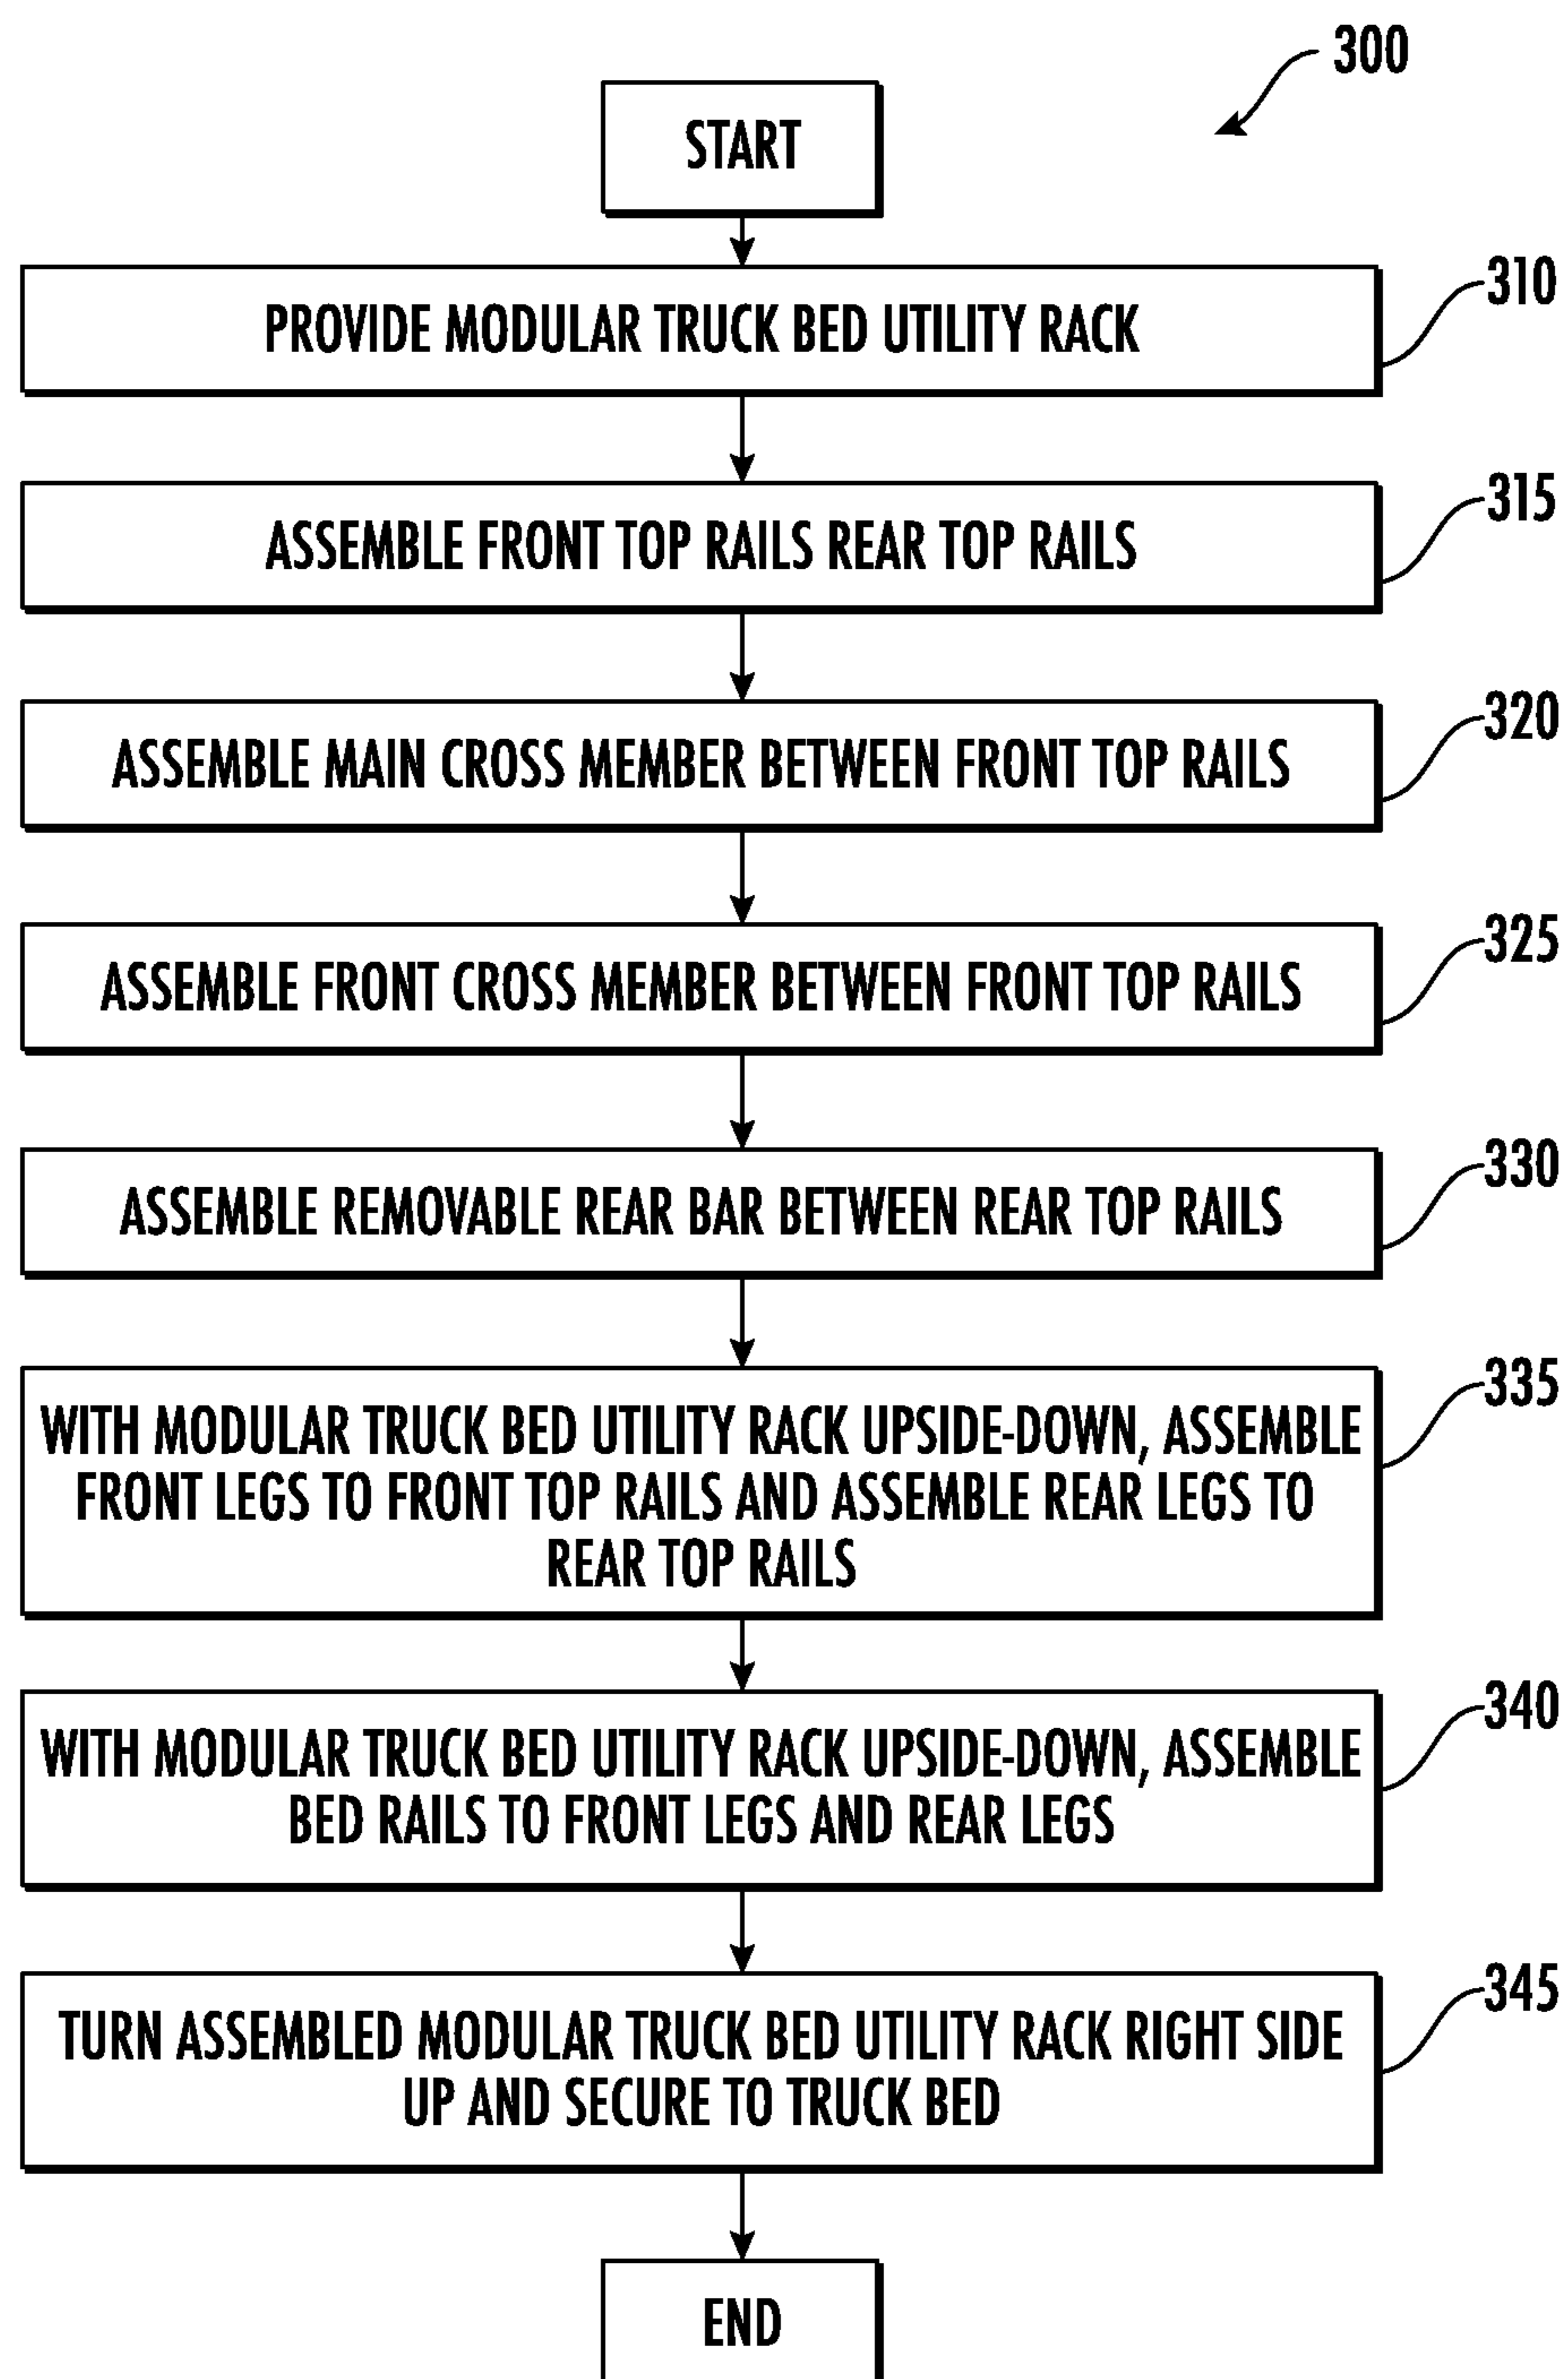 300
START
PROVIDE MODULAR TRUCK BED UTILITY RACK
310
ASSEMBLE FRONT TOP RAILS REAR TOP RAILS
315
ASSEMBLE MAIN CROSS MEMBER BETWEEN FRONT TOP RAILS
320
ASSEMBLE FRONT CROSS MEMBER BETWEEN FRONT TOP RAILS
325
ASSEMBLE REMOVABLE REAR BAR BETWEEN REAR TOP RAILS
330
WITH MODULAR TRUCK BED UTILITY RACK UPSIDE-DOWN, ASSEMBLE
FRONT LEGS TO FRONT TOP RAILS AND ASSEMBLE REAR LEGS TO
REAR TOP RAILS
335
WITH MODULAR TRUCK BED UTILITY RACK UPSIDE-DOWN, ASSEMBLE
BED RAILS TO FRONT LEGS AND REAR LEGS
340
TURN ASSEMBLED MODULAR TRUCK BED UTILITY RACK RIGHT SIDE
UP AND SECURE TO TRUCK BED
345
END